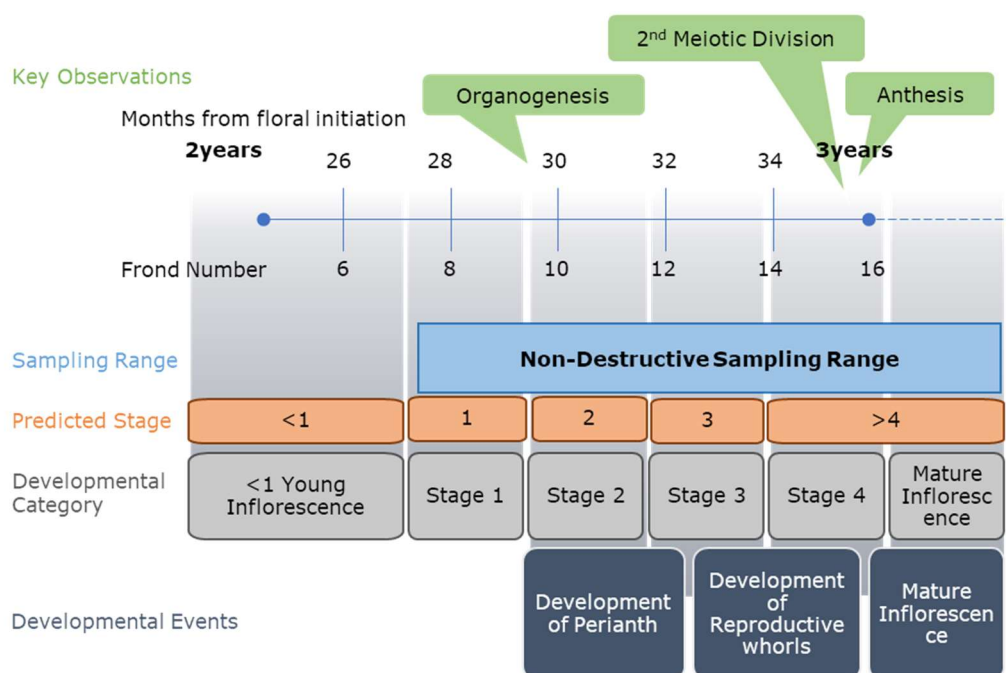 2nd Meiotic Division
Key Observations
Organogenesis
Anthesis
Months from floral initiation
2years 26 28 30 32 34 3years
Frond Number 6 8 10 12 14 16
Sampling Range
Non-Destructive Sampling Range
Predicted Stage
<1 1 2 3 >4
Developmental
Category
<1 Young
Inflorescence
Stage 1
Stage 2
Stage 3
Stage 4
Mature
Infloresc
ence
Developmental Events
Development
of Perianth
Development
of
Reproductive
whorls
Mature
Inflorescen
ce